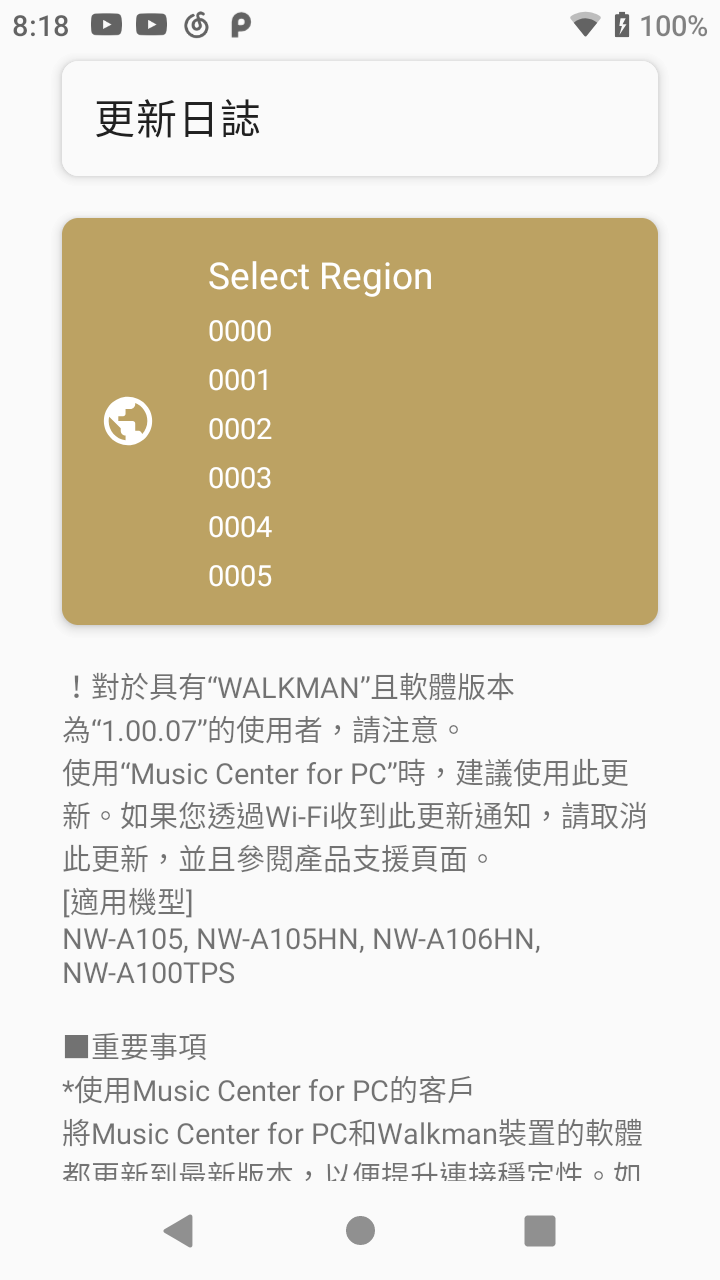 8:18
100%
更新日誌
Select Region
0000
0001
0002
0003
0004
0005
！對於具有“WALKMAN”且軟體版本
為“1.00.07”的使用者，請注意。
使用“Music Center for PC”時，建議使用此更
新。如果您透過Wi-Fi收到此更新通知，請取消
此更新，並且參閱產品支援頁面。
[適用機型]
NW-A105, NW-A105HN, NW-A106HN,
NW-A100TPS
■重要事項
*使用Music Center for PC的客戶
將Music Center for PC和Walkman裝置的軟體
都更新到最新版本，以便提升連接穩定性。如